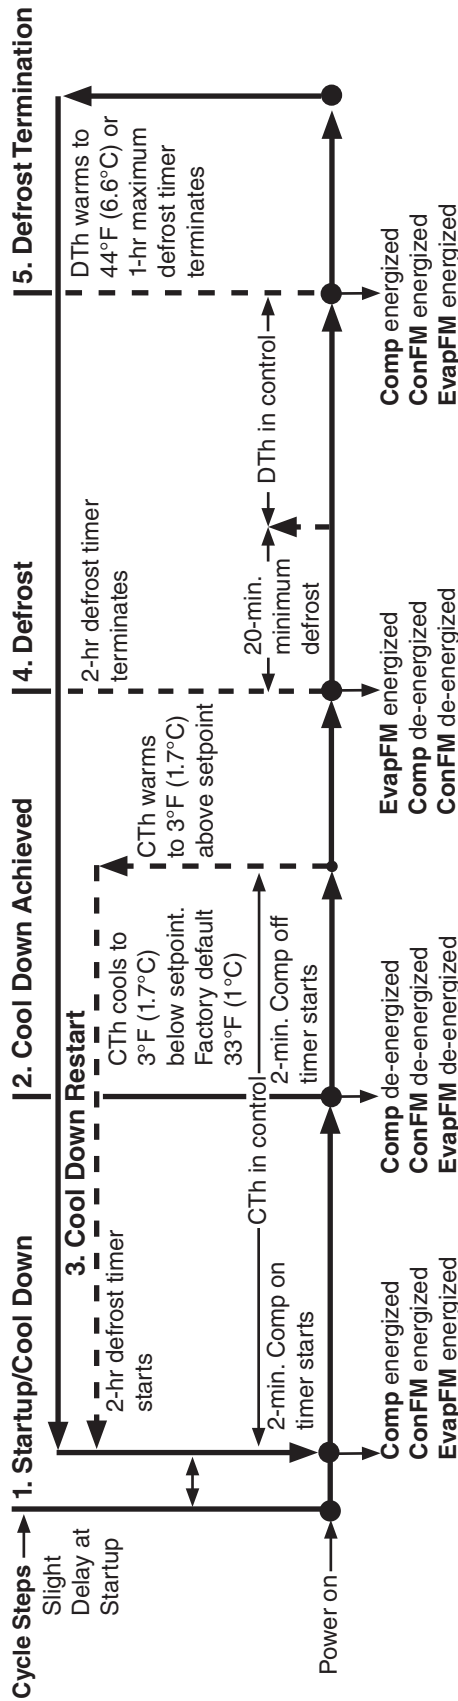 Cycle Steps
1. Startup/Cool Down
2. Cool Down Achieved
4. Defrost
5. Defrost Termination
Slight
Delay at
Startup
3. Cool Down Restart
2-hr defrost timer
starts
CTh cools to
3°F (1.7°C)
below setpoint.
Factory default
33°F (1°C)
CTh warms
to 3°F (1.7°C)
above setpoint
2-hr defrost timer
terminates
DTh warms to
44°F (6.6°C) or
1-hr maximum
defrost timer
terminates
CTh in control
20-min.
minimum
defrost
DTh in control
2-min. Comp on
timer starts
2-min. Comp off
timer starts
Power on
Comp energized
ConFM energized
EvapFM energized
Comp de-energized
ConFM de-energized
EvapFM de-energized
EvapFM energized
Comp de-energized
ConFM de-energized
Comp energized
ConFM energized
EvapFM energized